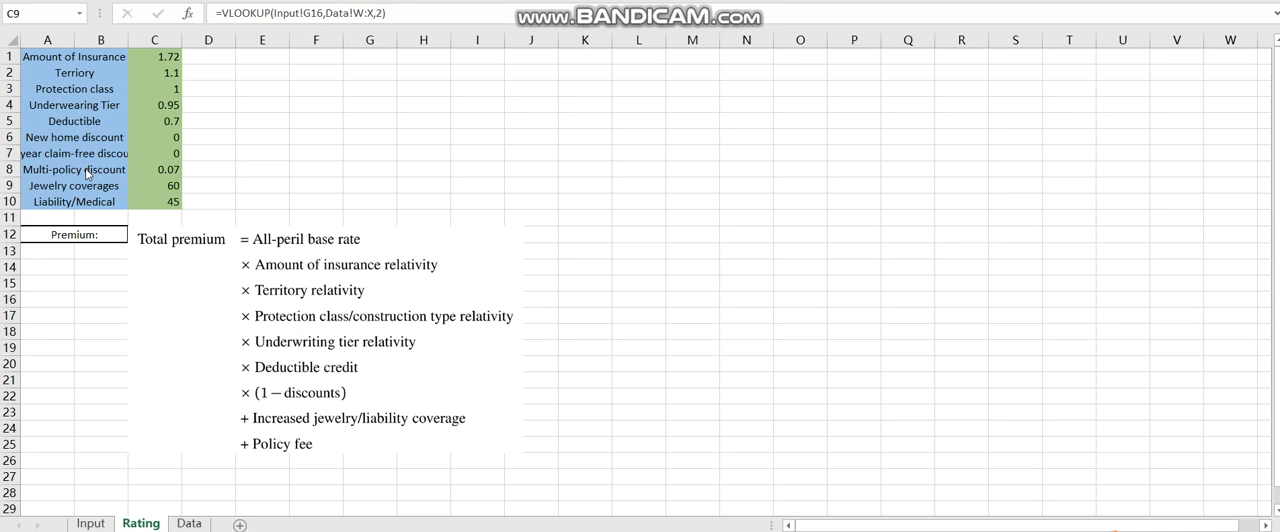 C9 fx =VLOOKUP(Input!G16,Data!W:X,2)
www.BANDICAM.com
A B C D E F G H I J K L M N O P Q R S T U V W
1 Amount of Insurance 1.72
2 Terriory 1.1
3 Protection class 1
4 Underwearing Tier 0.95
5 Deductible 0.7
6 New home discount 0
7 year claim-free discou 0
8 Multi-policy discount 0.07
9 Jewelry coverages 60
10 Liability/Medical 45
11
12 Premium: Total premium = All-peril base rate
13
14 × Amount of insurance relativity
15 × Territory relativity
16
17 × Protection class/construction type relativity
18
19 × Underwriting tier relativity
20 × Deductible credit
21
22 × (1 – discounts)
23
24 + Increased jewelry/liability coverage
25 + Policy fee
26
27
28
29
Input Rating Data